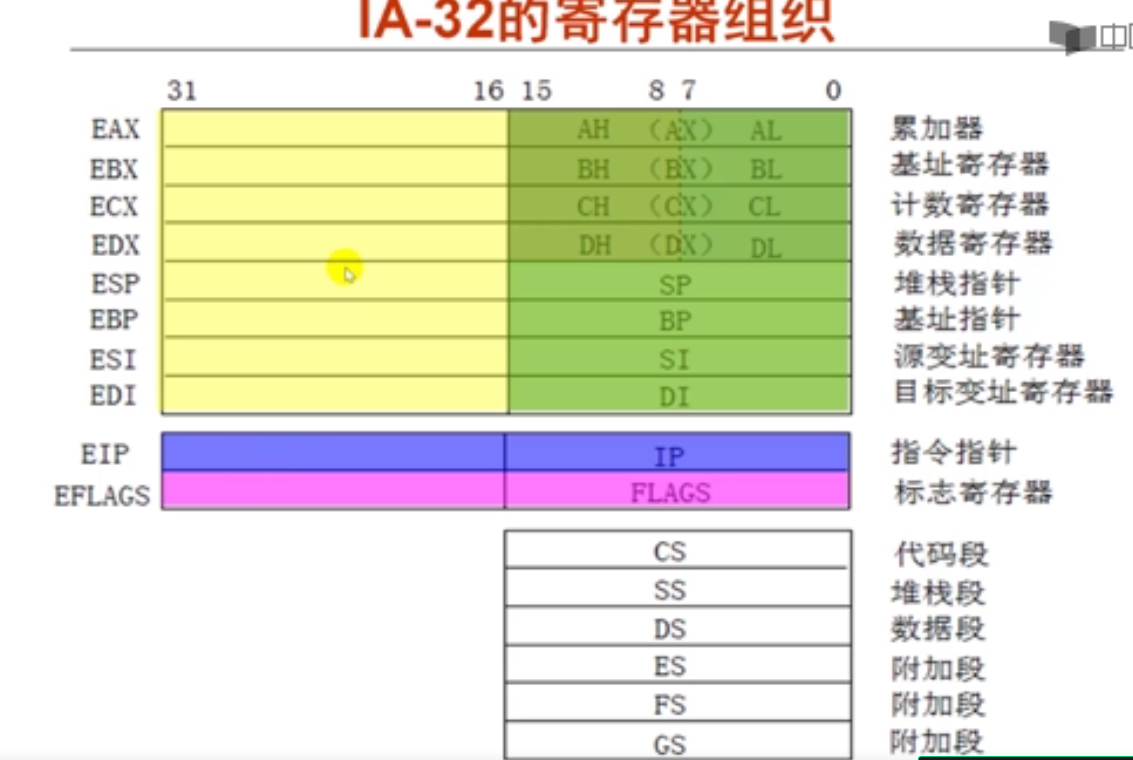 IA-32的寄存器组织
中
31 16 15 8 7 0
EAX AH (AX) AL 累加器
EBX BH (BX) BL 基址寄存器
ECX CH (CX) CL 计数寄存器
EDX DH (DX) DL 数据寄存器
ESP SP 堆栈指针
EBP BP 基址指针
ESI SI 源变址寄存器
EDI DI 目标变址寄存器
EIP IP 指令指针
EFLAGS FLAGS 标志寄存器
CS 代码段
SS 堆栈段
DS 数据段
ES 附加段
FS 附加段
GS 附加段